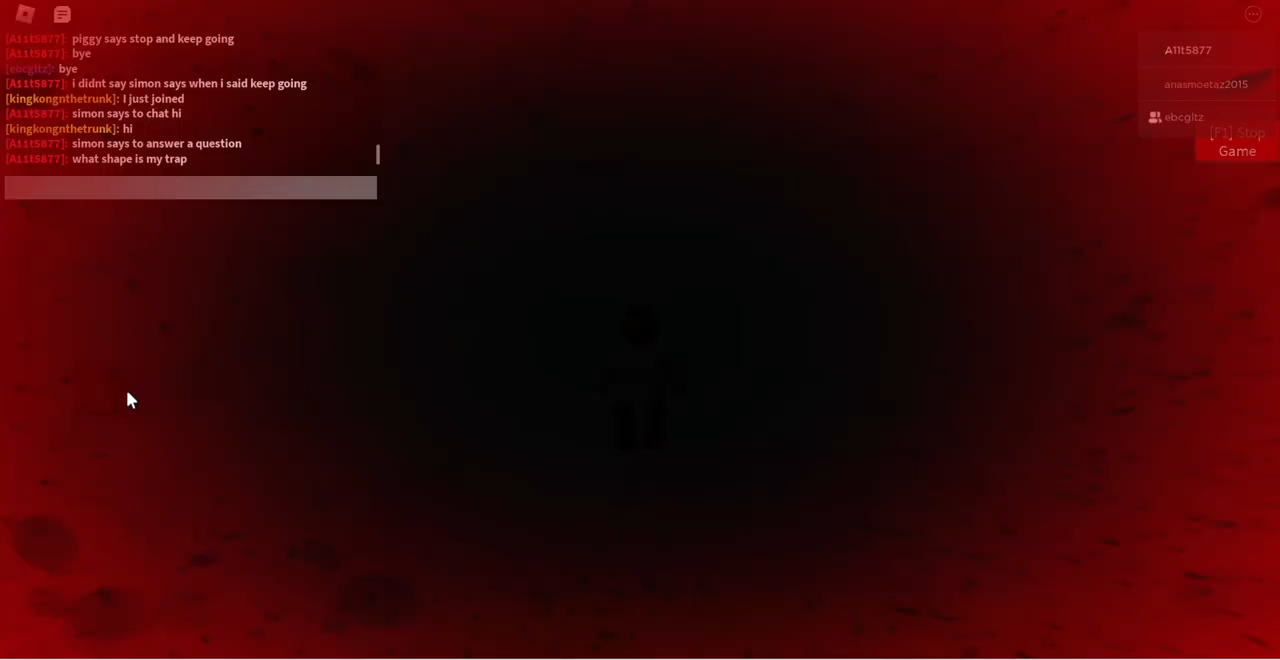 [A11t5877]: piggy says stop and keep going
[A11t5877]: bye
[ebcgltz]: bye
[A11t5877]: i didnt say simon says when i said keep going
[kingkongnthetrunk]: I just joined
[A11t5877]: simon says to chat hi
[kingkongnthetrunk]: hi
[A11t5877]: simon says to answer a question
[A11t5877]: what shape is my trap
A11t5877
anasmoetaz2015
ebcgltz
[F1] Stop
Game